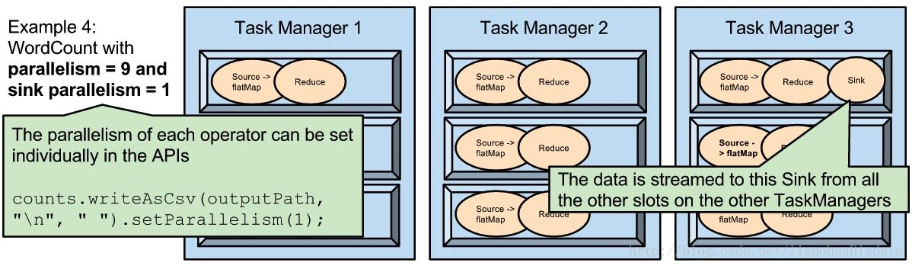 Example 4:
WordCount with
parallelism = 9 and
sink parallelism = 1
The parallelism of each operator can be set
individually in the APIs
counts.writeAsCsv(outputPath,
"\n", " ").setParallelism(1);
Task Manager 1
Source ->
flatMap
Reduce
Task Manager 2
Source ->
flatMap
Reduce
Source ->
flatMap
Reduce
Source ->
flatMap
Reduce
Task Manager 3
Source ->
flatMap
Reduce
Sink
Source -
> flatMap
The data is streamed to this Sink from all
the other slots on the other TaskManagers
flatMap
Reduce